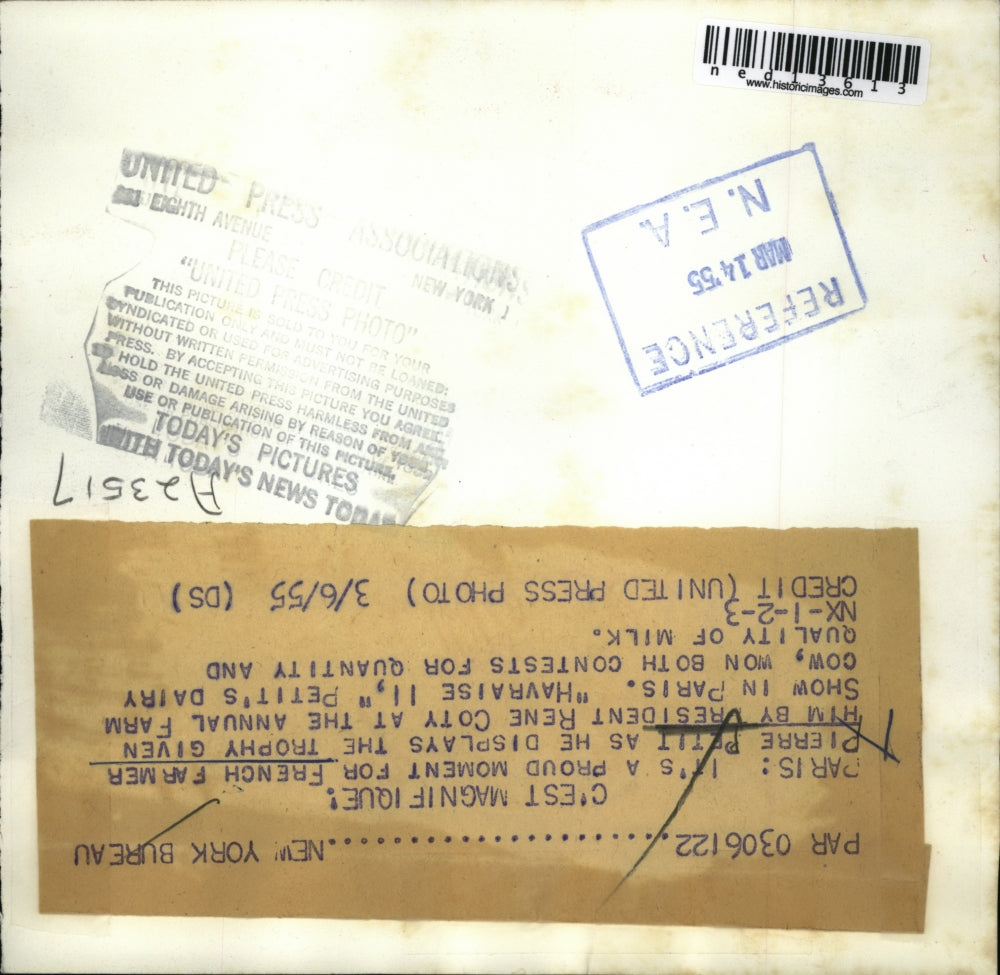 ned13613
www.historicimages.com
UNITED PRESS ASSOCIATIONS
EIGHTH AVENUE
NEW YORK 1
PLEASE CREDIT
"UNITED PRESS PHOTO"
THIS PICTURE IS SOLD TO YOU FOR YOUR
PUBLICATION ONLY AND MUST NOT BE LOANED:
SYNDICATED OR USED FOR ADVERTISING PURPOSES
WITHOUT WRITTEN PERMISSION FROM THE UNITED
PRESS. BY ACCEPTING THIS PICTURE YOU AGREE
HOLD THE UNITED PRESS HARMLESS FROM ANY
LOSS OR DAMAGE ARISING BY REASON OF YOUR
USE OR PUBLICATION OF THIS PICTURE.
TODAY'S PICTURES
WITH TODAY'S NEWS TODAY
REFERENCE
MAR 14 '55
N. E. A.
A23517
PAR 0306122......................NEW YORK BUREAU
C'EST MAGNIFIQUE!
PARIS: IT'S A PROUD MOMENT FOR FRENCH FARMER
PIERRE PETIT AS HE DISPLAYS THE TROPHY GIVEN
HIM BY PRESIDENT RENE COTY AT THE ANNUAL FARM
SHOW IN PARIS. "HAVRAISE II," PETIT'S DAIRY
COW, WON BOTH CONTESTS FOR QUANTITY AND
QUALITY OF MILK.
NX-1-2-3
CREDIT (UNITED PRESS PHOTO) 3/6/55 (DS)